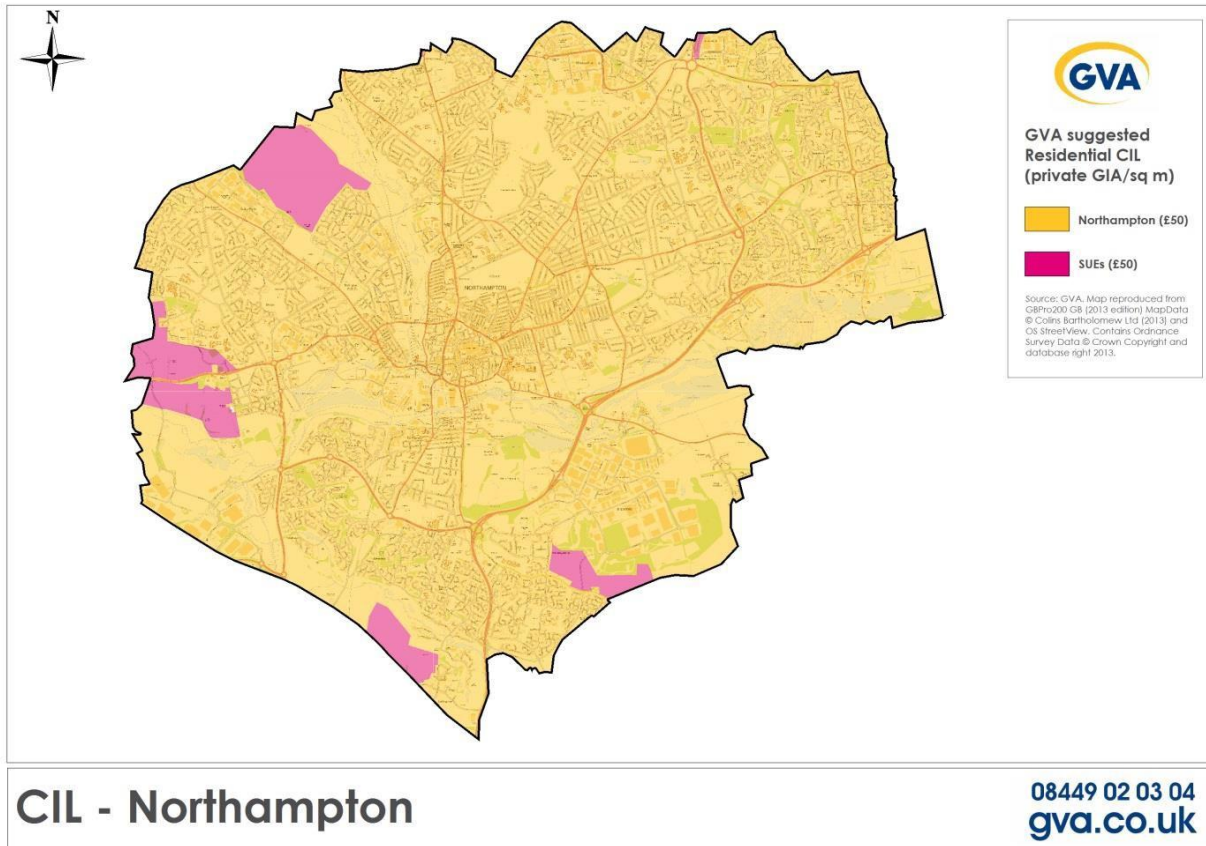 N
GVA
GVA suggested
Residential CIL
(private GIA/sq m)
Northampton (£50)
SUEs (£50)
Source: GVA. Map reproduced from
GBPro200 GB (2013 edition) MapData
© Collins Bartholomew Ltd (2013) and
OS StreetView. Contains Ordnance
Survey Data © Crown Copyright and
database right 2013.
NORTHAMPTON
CIL - Northampton
08449 02 03 04
gva.co.uk